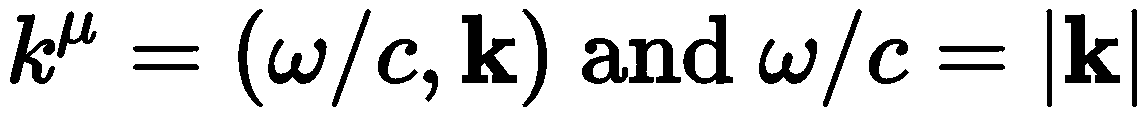 k^μ = (ω/c, **k**) and ω/c = |**k**|